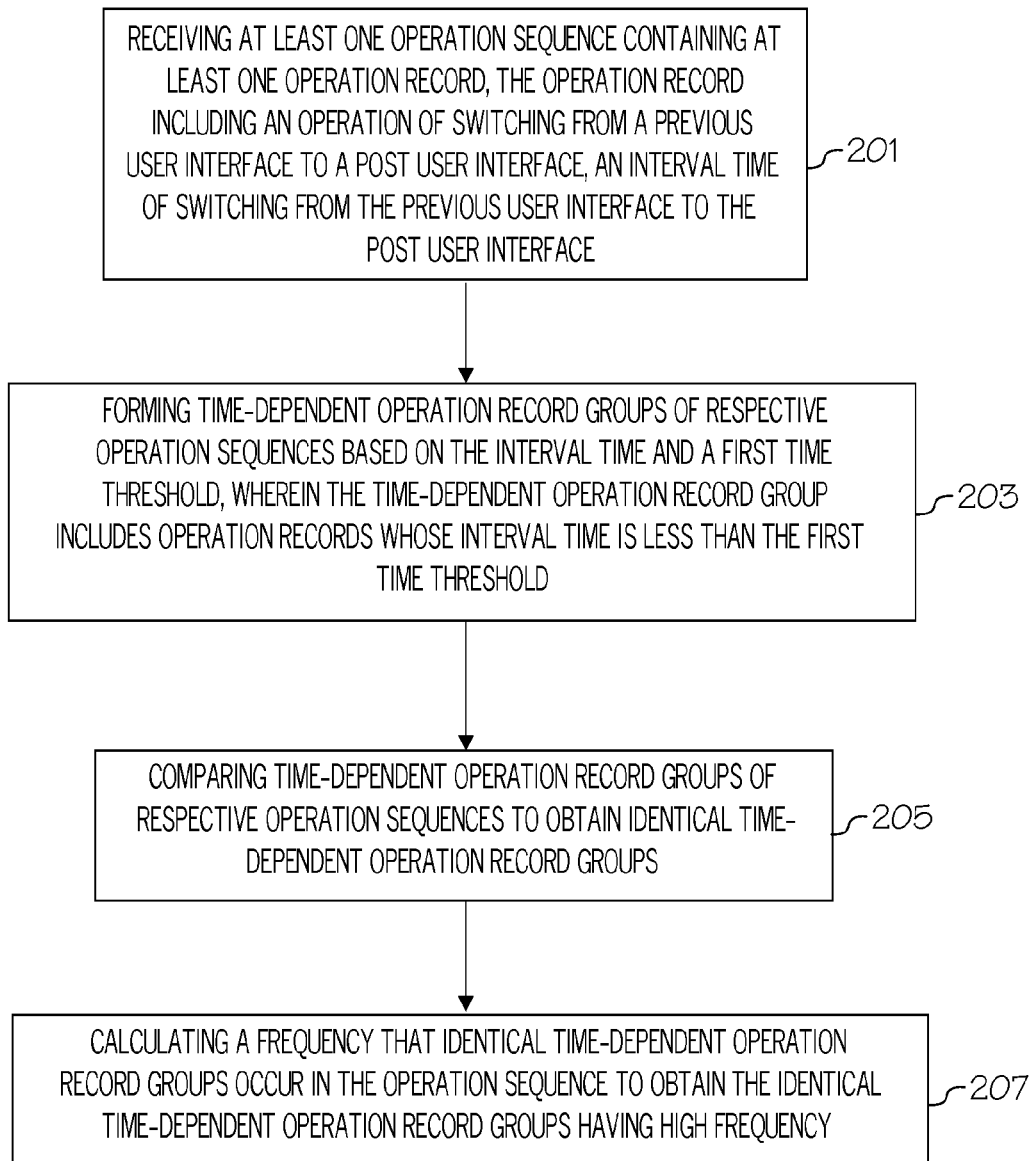 RECEIVING AT LEAST ONE OPERATION SEQUENCE CONTAINING AT
LEAST ONE OPERATION RECORD, THE OPERATION RECORD
INCLUDING AN OPERATION OF SWITCHING FROM A PREVIOUS
USER INTERFACE TO A POST USER INTERFACE, AN INTERVAL TIME
OF SWITCHING FROM THE PREVIOUS USER INTERFACE TO THE
POST USER INTERFACE
201
FORMING TIME-DEPENDENT OPERATION RECORD GROUPS OF RESPECTIVE
OPERATION SEQUENCES BASED ON THE INTERVAL TIME AND A FIRST TIME
THRESHOLD, WHEREIN THE TIME-DEPENDENT OPERATION RECORD GROUP
INCLUDES OPERATION RECORDS WHOSE INTERVAL TIME IS LESS THAN THE FIRST
TIME THRESHOLD
203
COMPARING TIME-DEPENDENT OPERATION RECORD GROUPS OF
RESPECTIVE OPERATION SEQUENCES TO OBTAIN IDENTICAL TIME-
DEPENDENT OPERATION RECORD GROUPS
205
CALCULATING A FREQUENCY THAT IDENTICAL TIME-DEPENDENT OPERATION
RECORD GROUPS OCCUR IN THE OPERATION SEQUENCE TO OBTAIN THE IDENTICAL
TIME-DEPENDENT OPERATION RECORD GROUPS HAVING HIGH FREQUENCY
207